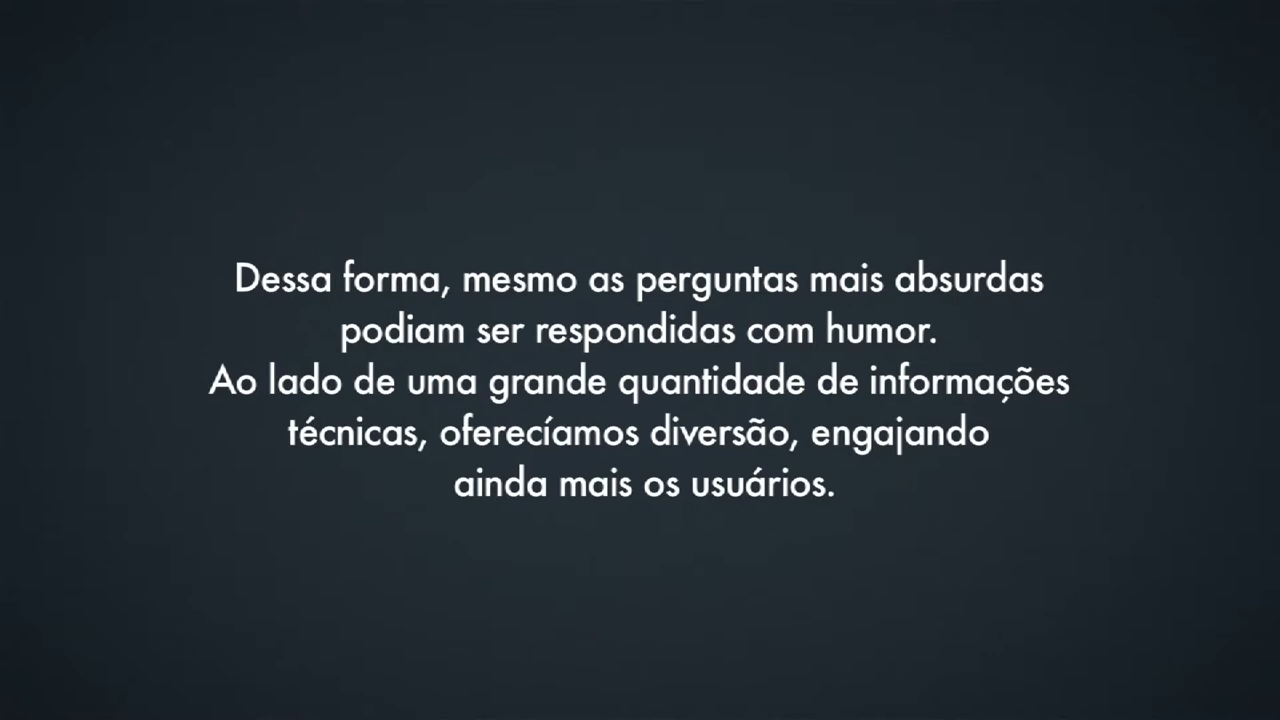 Dessa forma, mesmo as perguntas mais absurdas
podiam ser respondidas com humor.
Ao lado de uma grande quantidade de informações
técnicas, oferecíamos diversão, engajando
ainda mais os usuários.